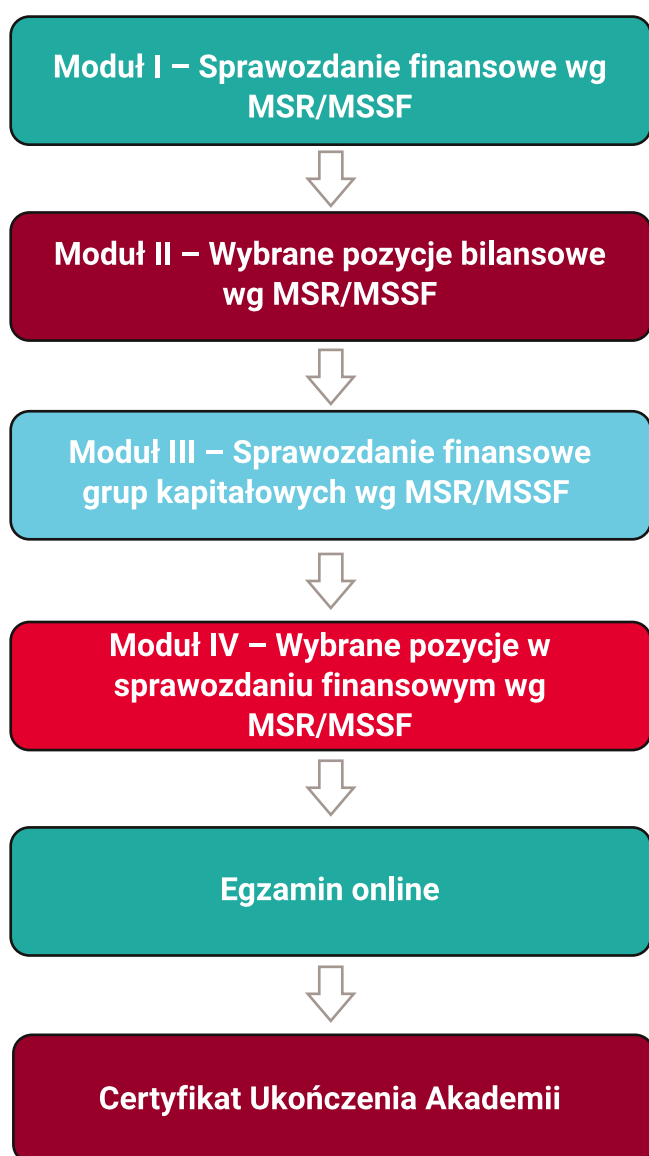 Moduł I – Sprawozdanie finansowe wg
MSR/MSSF
Moduł II – Wybrane pozycje bilansowe
wg MSR/MSSF
Moduł III – Sprawozdanie finansowe
grup kapitałowych wg MSR/MSSF
Moduł IV – Wybrane pozycje w
sprawozdaniu finansowym wg
MSR/MSSF
Egzamin online
Certyfikat Ukończenia Akademii